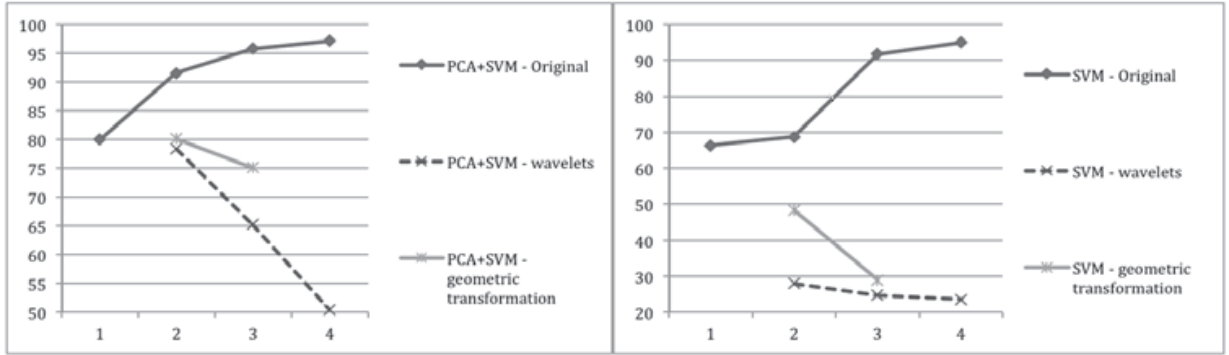 100
95
90
85
80
75
70
65
60
55
50
1 2 3 4
PCA+SVM - Original
PCA+SVM - wavelets
PCA+SVM -
geometric
transformation
100
90
80
70
60
50
40
30
20
1 2 3 4
SVM - Original
SVM - wavelets
SVM - geometric
transformation